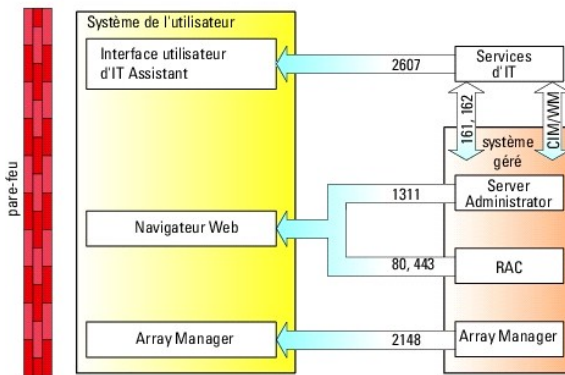 Système de l'utilisateur
Interface utilisateur
d'IT Assistant
2607
Services
d'IT
161, 162
CIM/WM
système
géré
pare-feu
1311
Server
Administrator
Navigateur Web
80, 443
RAC
Array Manager
2148
Array Manager